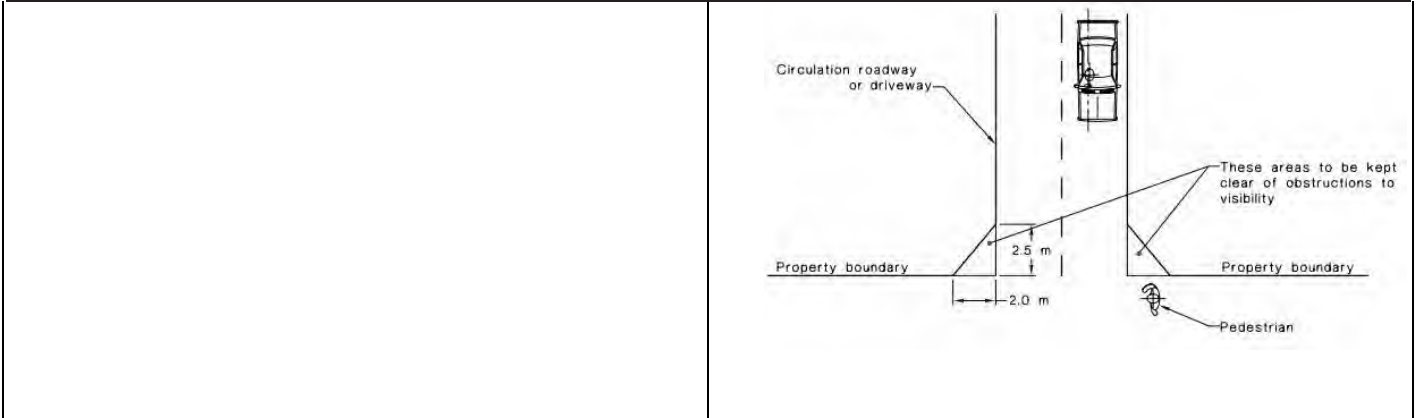 Circulation roadway
or driveway
These areas to be kept
clear of obstructions to
visibility
2.5 m
Property boundary
Property boundary
2.0 m
Pedestrian